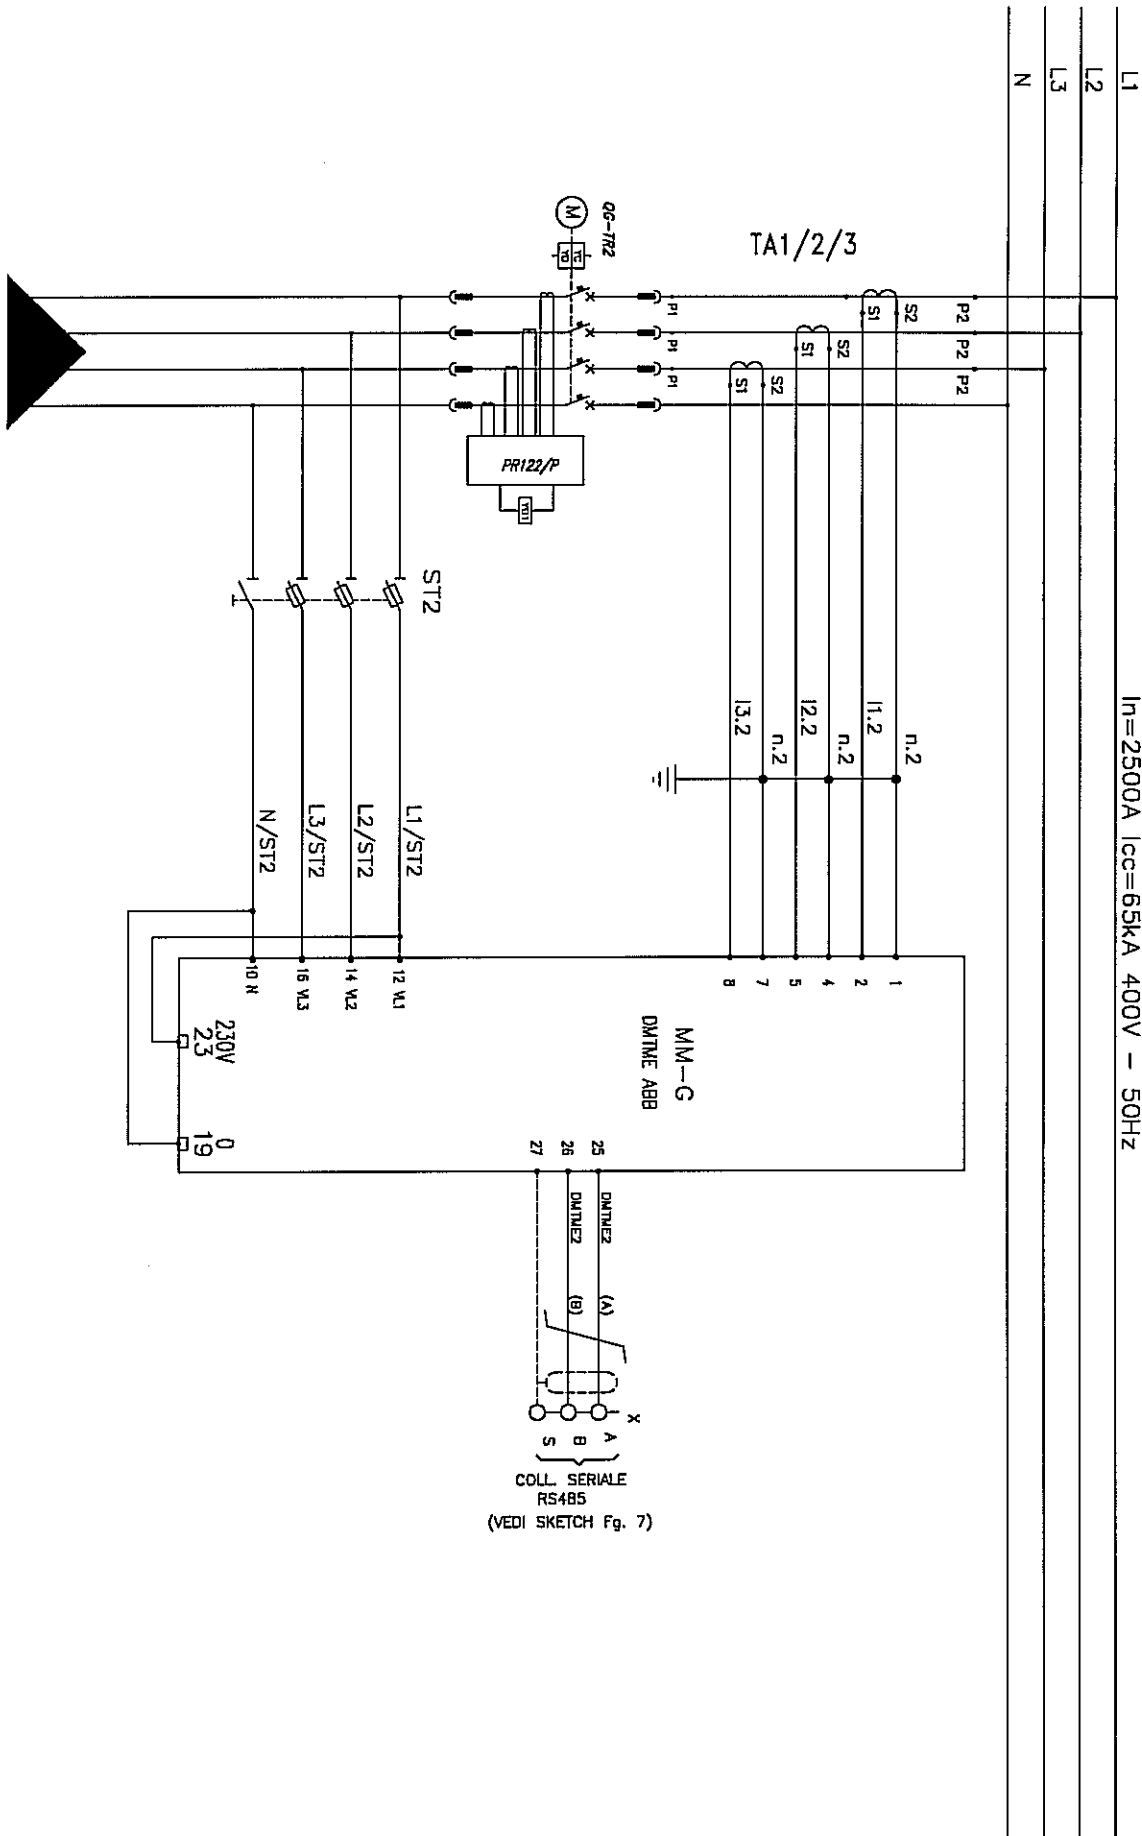 L1
L2
L3
N
In=2500A Icc=65kA 400V - 50Hz
TA1/2/3
QG-TR2
M
YC
YO
P1
P1
P1
S1
S2
S1
S2
S1
S2
P2
P2
P2
PR122/P
YO1
ST2
n.2
I1.2
n.2
I2.2
n.2
I3.2
L1/ST2
L2/ST2
L3/ST2
N/ST2
1
2
4
5
7
8
12 VL1
14 VL2
16 VL3
10 N
MM-G
DMTME ABB
230V
23
0
19
25
26
27
DMTME2
DMTME2
(A)
(B)
X
A
B
S
COLL. SERIALE
RS485
(VEDI SKETCH Fg. 7)